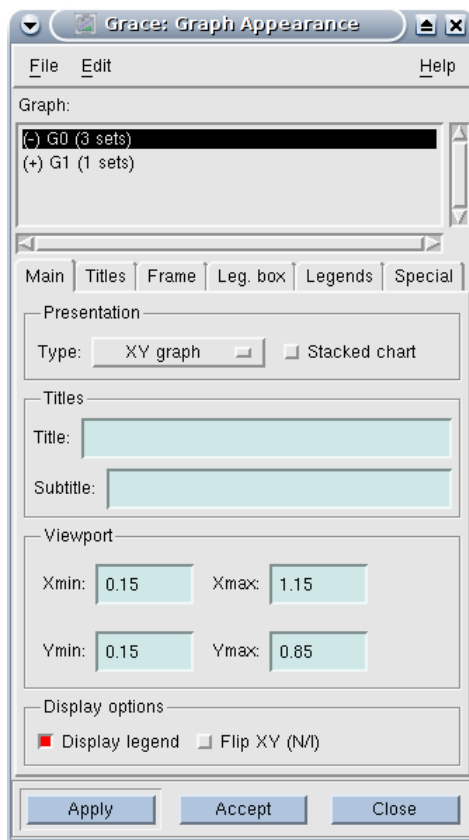 Grace: Graph Appearance
File Edit Help
Graph:
(-) G0 (3 sets)
(+) G1 (1 sets)
Main Titles Frame Leg. box Legends Special
Presentation
Type: XY graph Stacked chart
Titles
Title:
Subtitle:
Viewport
Xmin: 0.15 Xmax: 1.15
Ymin: 0.15 Ymax: 0.85
Display options
Display legend Flip XY (N/I)
Apply Accept Close